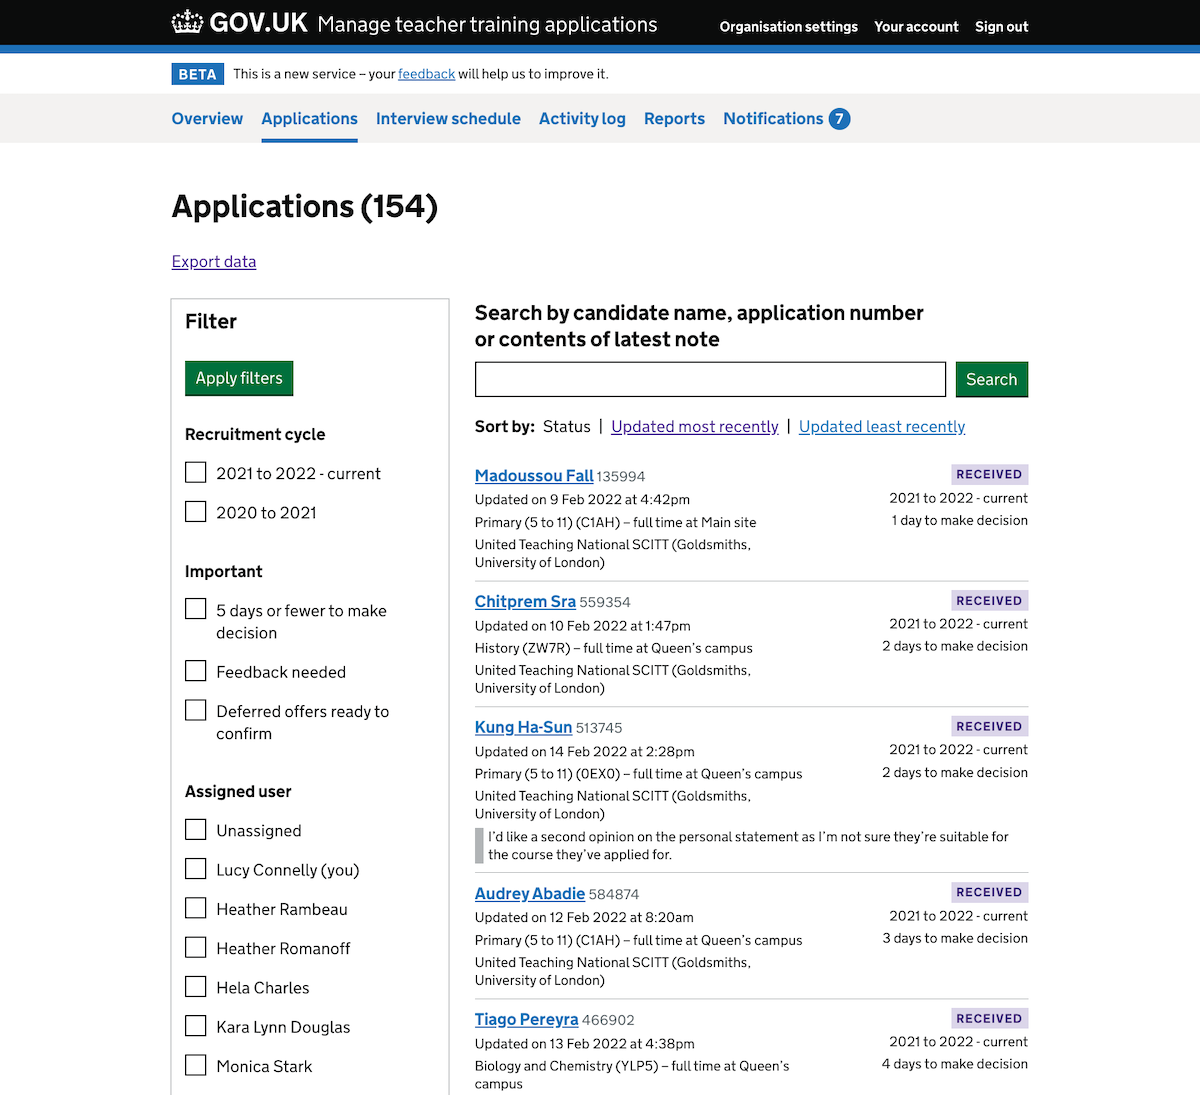 GOV.UK Manage teacher training applications Organisation settings Your account Sign out
BETA This is a new service – your feedback will help us to improve it.
Overview Applications Interview schedule Activity log Reports Notifications 7
Applications (154)
Export data
Filter
Apply filters
Recruitment cycle
2021 to 2022 - current
2020 to 2021
Important
5 days or fewer to make
decision
Feedback needed
Deferred offers ready to
confirm
Assigned user
Unassigned
Lucy Connelly (you)
Heather Rambeau
Heather Romanoff
Hela Charles
Kara Lynn Douglas
Monica Stark
Search by candidate name, application number
or contents of latest note
Search
Sort by: Status | Updated most recently | Updated least recently
Madoussou Fall 135994 RECEIVED
Updated on 9 Feb 2022 at 4:42pm 2021 to 2022 - current
Primary (5 to 11) (C1AH) – full time at Main site 1 day to make decision
United Teaching National SCITT (Goldsmiths,
University of London)
Chitprem Sra 559354 RECEIVED
Updated on 10 Feb 2022 at 1:47pm 2021 to 2022 - current
History (ZW7R) – full time at Queen’s campus 2 days to make decision
United Teaching National SCITT (Goldsmiths,
University of London)
Kung Ha-Sun 513745 RECEIVED
Updated on 14 Feb 2022 at 2:28pm 2021 to 2022 - current
Primary (5 to 11) (0EX0) – full time at Queen’s campus 2 days to make decision
United Teaching National SCITT (Goldsmiths,
University of London)
I’d like a second opinion on the personal statement as I’m not sure they’re suitable for
the course they’ve applied for.
Audrey Abadie 584874 RECEIVED
Updated on 12 Feb 2022 at 8:20am 2021 to 2022 - current
Primary (5 to 11) (C1AH) – full time at Queen’s campus 3 days to make decision
United Teaching National SCITT (Goldsmiths,
University of London)
Tiago Pereyra 466902 RECEIVED
Updated on 13 Feb 2022 at 4:38pm 2021 to 2022 - current
Biology and Chemistry (YLP5) – full time at Queen’s 4 days to make decision
campus